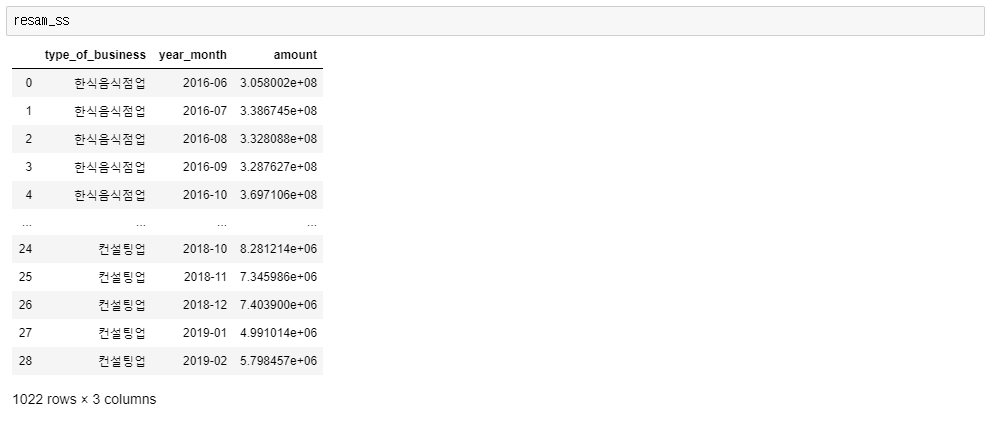 resam_ss
type_of_business year_month amount
0 한식음식점업 2016-06 3.058002e+08
1 한식음식점업 2016-07 3.386745e+08
2 한식음식점업 2016-08 3.328088e+08
3 한식음식점업 2016-09 3.287627e+08
4 한식음식점업 2016-10 3.697106e+08
... ... ... ...
24 컨설팅업 2018-10 8.281214e+06
25 컨설팅업 2018-11 7.345986e+06
26 컨설팅업 2018-12 7.403900e+06
27 컨설팅업 2019-01 4.991014e+06
28 컨설팅업 2019-02 5.798457e+06
1022 rows × 3 columns